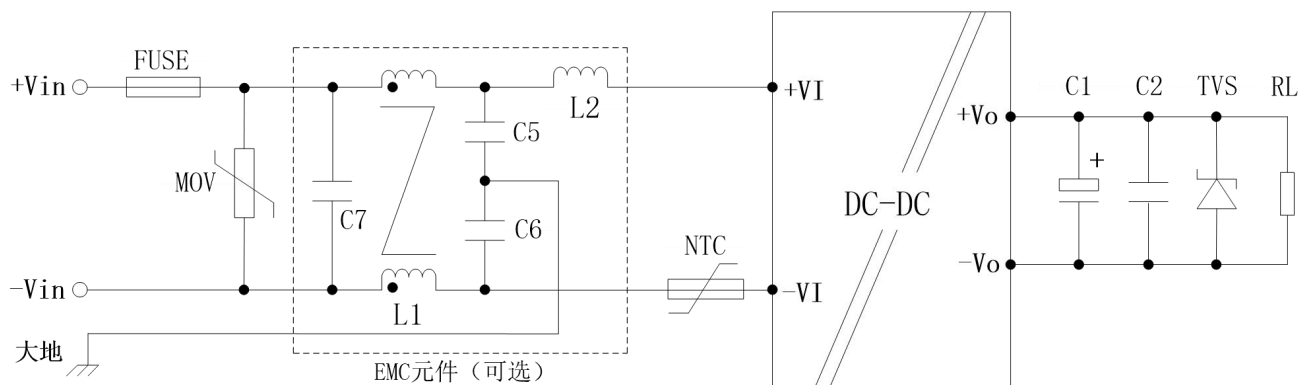 FUSE
+Vin
L2
+VI
C1 C2 TVS RL
+Vo
C5
+
MOV
C7
DC-DC
C6
NTC
-Vo
-Vin
L1
-VI
大地
EMC元件（可选）